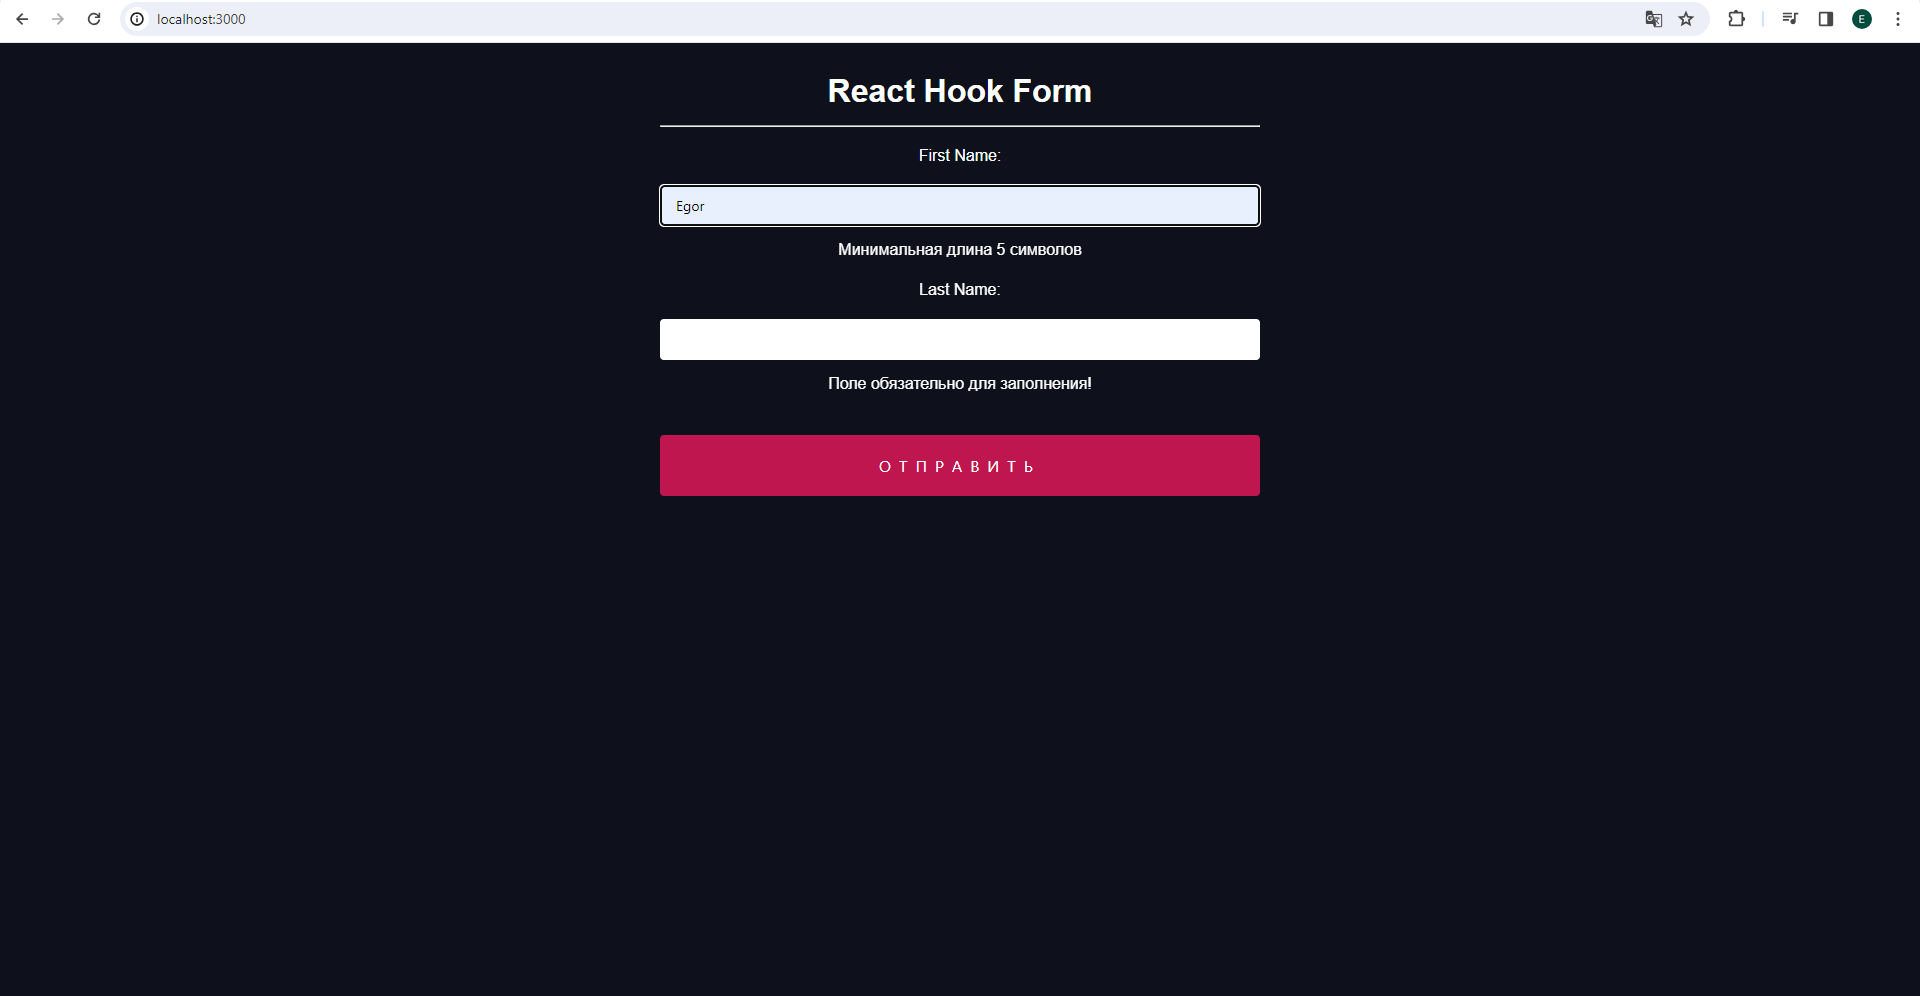 localhost:3000
E
React Hook Form
First Name:
Egor
Минимальная длина 5 символов
Last Name:
Поле обязательно для заполнения!
ОТПРАВИТЬ